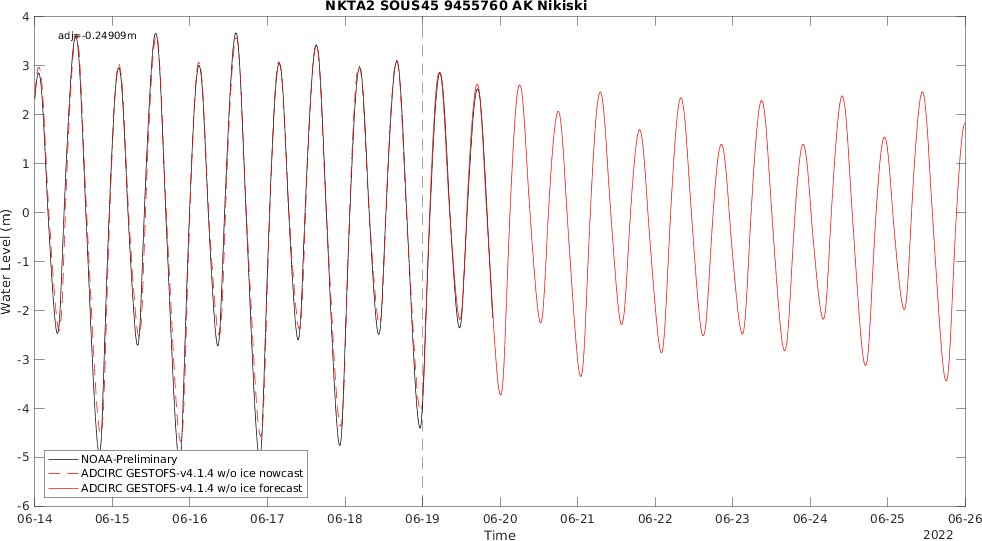 NKTA2 SOUS45 9455760 AK Nikiski
adj=-0.24909m
4
3
2
1
0
-1
-2
-3
-4
-5
-6
Water Level (m)
NOAA-Preliminary
ADCIRC GESTOFS-v4.1.4 w/o ice nowcast
ADCIRC GESTOFS-v4.1.4 w/o ice forecast
06-14 06-15 06-16 06-17 06-18 06-19 06-20 06-21 06-22 06-23 06-24 06-25 06-26
Time
2022